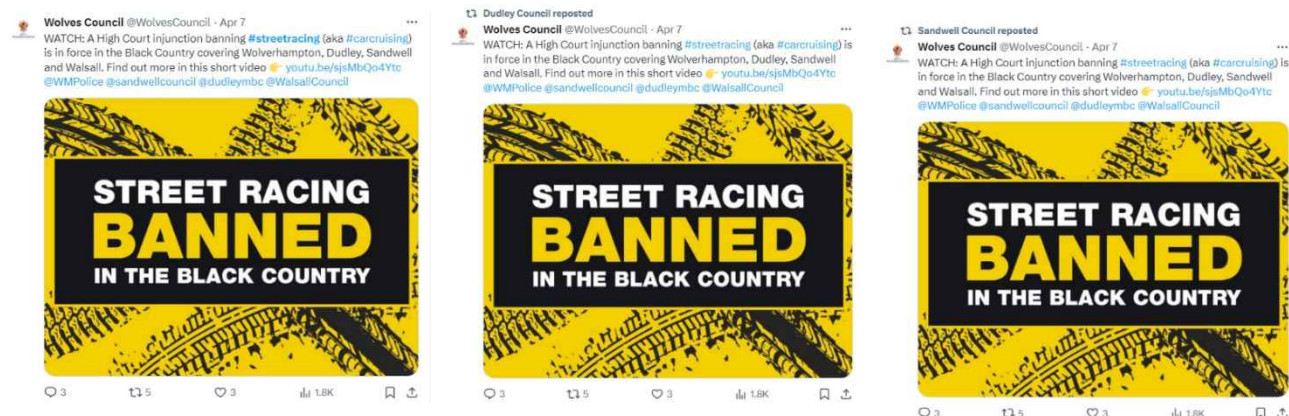 Wolves Council @WolvesCouncil · Apr 7
WATCH: A High Court injunction banning #streetracing (aka #carcruising)
is in force in the Black Country covering Wolverhampton, Dudley, Sandwell
and Walsall. Find out more in this short video 👉 youtu.be/sjsMbQo4Ytc
@WMPolice @sandwellcouncil @dudleymbc @WalsallCouncil
STREET RACING
BANNED
IN THE BLACK COUNTRY
3 5 3 1.8K
Dudley Council reposted
Wolves Council @WolvesCouncil · Apr 7
WATCH: A High Court injunction banning #streetracing (aka #carcruising) is
in force in the Black Country covering Wolverhampton, Dudley, Sandwell
and Walsall. Find out more in this short video 👉 youtu.be/sjsMbQo4Ytc
@WMPolice @sandwellcouncil @dudleymbc @WalsallCouncil
STREET RACING
BANNED
IN THE BLACK COUNTRY
3 5 3 1.8K
Sandwell Council reposted
Wolves Council @WolvesCouncil · Apr 7
WATCH: A High Court injunction banning #streetracing (aka #carcruising) is
in force in the Black Country covering Wolverhampton, Dudley, Sandwell
and Walsall. Find out more in this short video 👉 youtu.be/sjsMbQo4Ytc
@WMPolice @sandwellcouncil @dudleymbc @WalsallCouncil
STREET RACING
BANNED
IN THE BLACK COUNTRY
3 5 3 1.8K